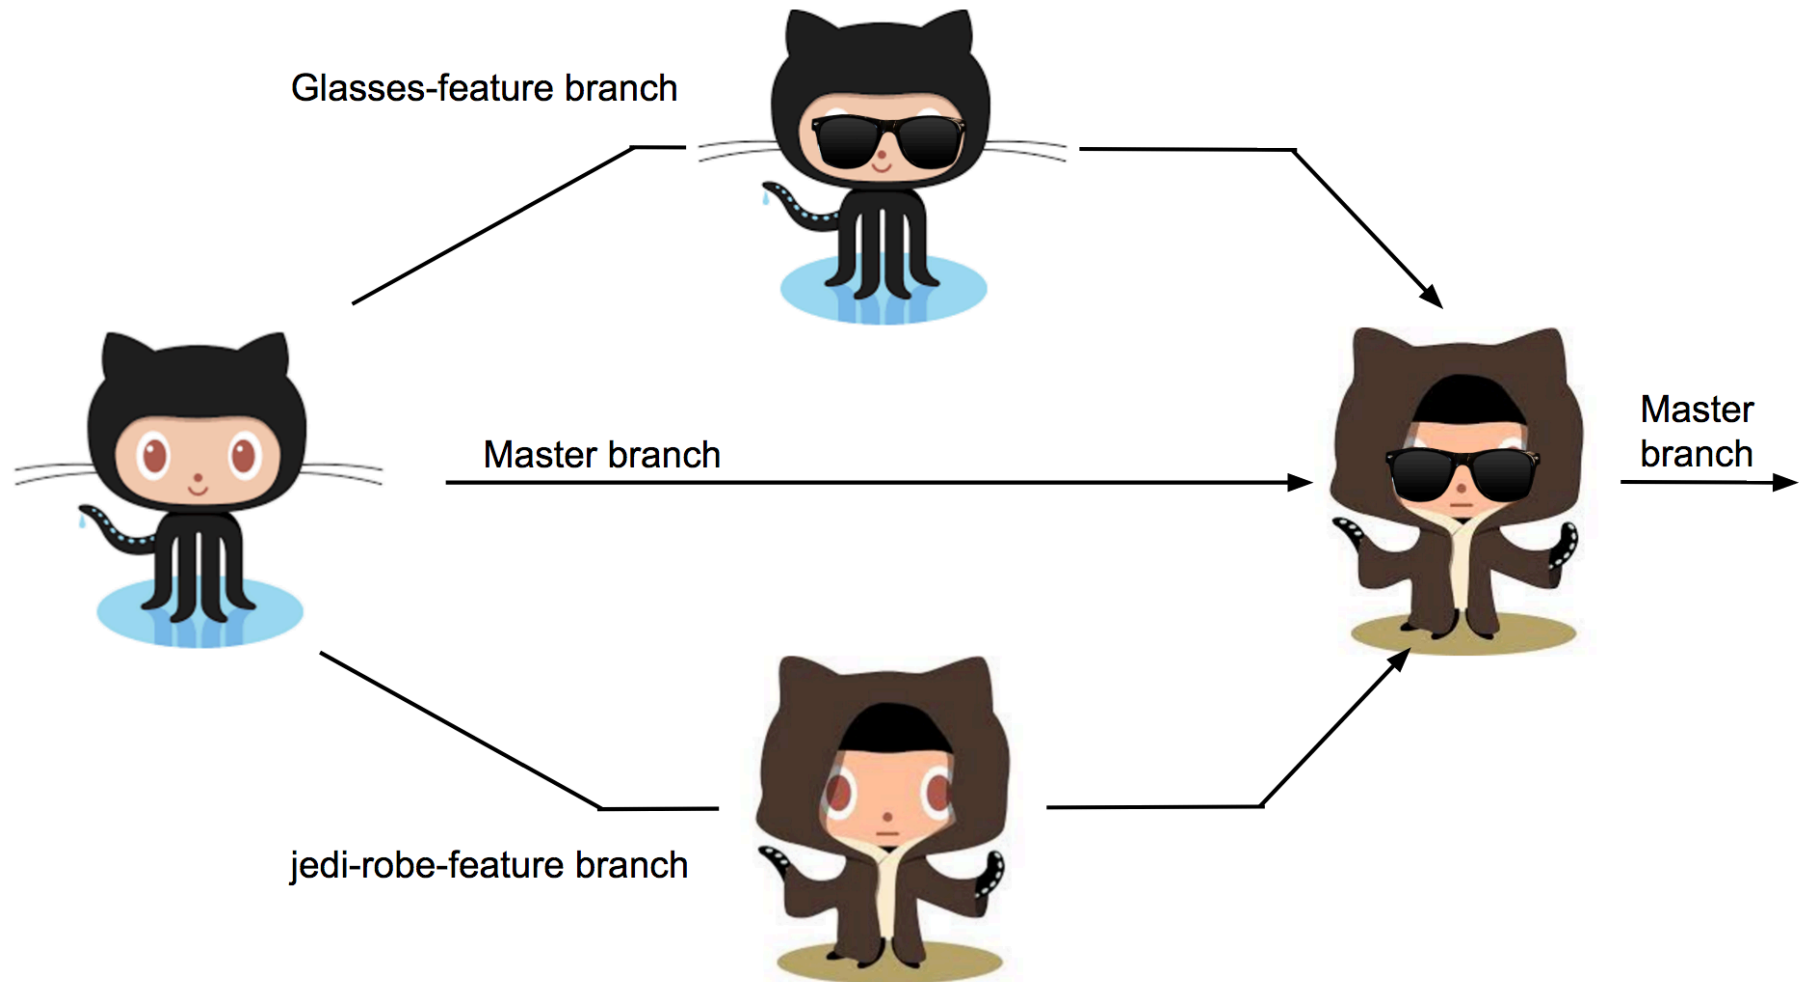 Glasses-feature branch
Master branch
Master
branch
jedi-robe-feature branch